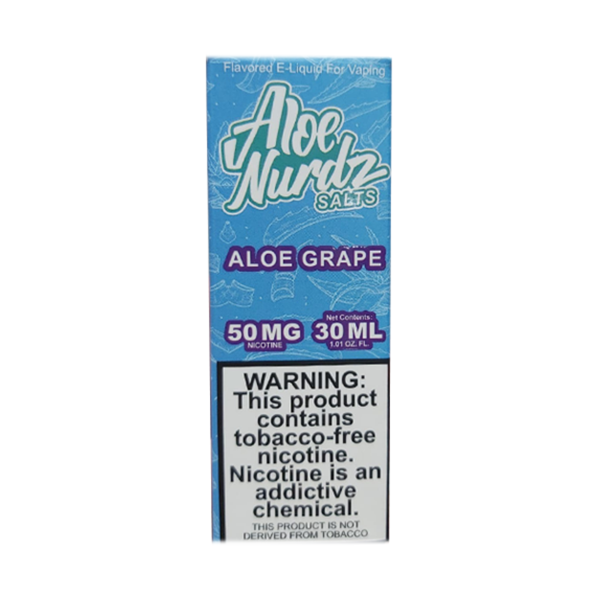 Flavored E-Liquid For Vaping
Aloe
Nurdz
SALTS
ALOE GRAPE
Net Contents:
50 MG 30 ML
NICOTINE 1.01 OZ. FL.
WARNING:
This product
contains
tobacco-free
nicotine.
Nicotine is an
addictive
chemical.
THIS PRODUCT IS NOT
DERIVED FROM TOBACCO